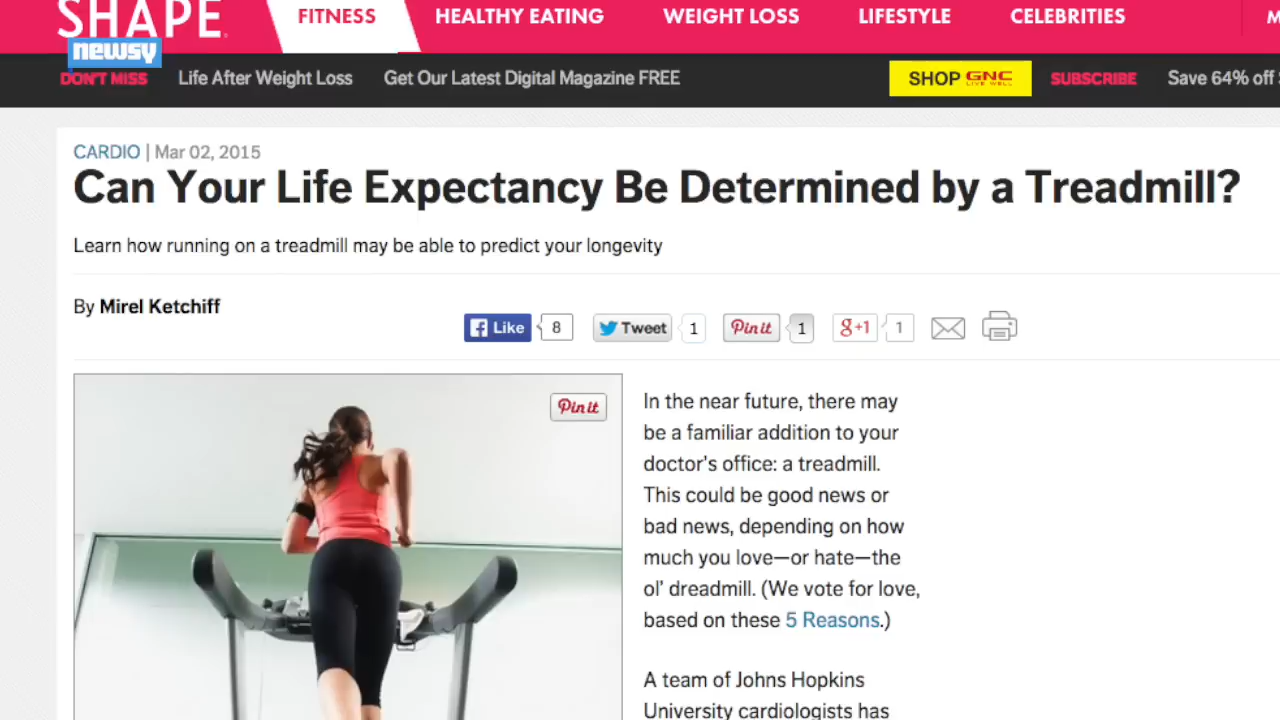 SHAPE
FITNESS
HEALTHY EATING
WEIGHT LOSS
LIFESTYLE
CELEBRITIES
M
newsy
DON'T MISS
Life After Weight Loss
Get Our Latest Digital Magazine FREE
SHOP GNC LIVE WELL
SUBSCRIBE
Save 64% off
CARDIO | Mar 02, 2015
Can Your Life Expectancy Be Determined by a Treadmill?
Learn how running on a treadmill may be able to predict your longevity
By Mirel Ketchiff
Like 8
Tweet 1
Pin it 1
g+1 1
Pin it
In the near future, there may
be a familiar addition to your
doctor's office: a treadmill.
This could be good news or
bad news, depending on how
much you love—or hate—the
ol' dreadmill. (We vote for love,
based on these 5 Reasons.)
A team of Johns Hopkins
University cardiologists has